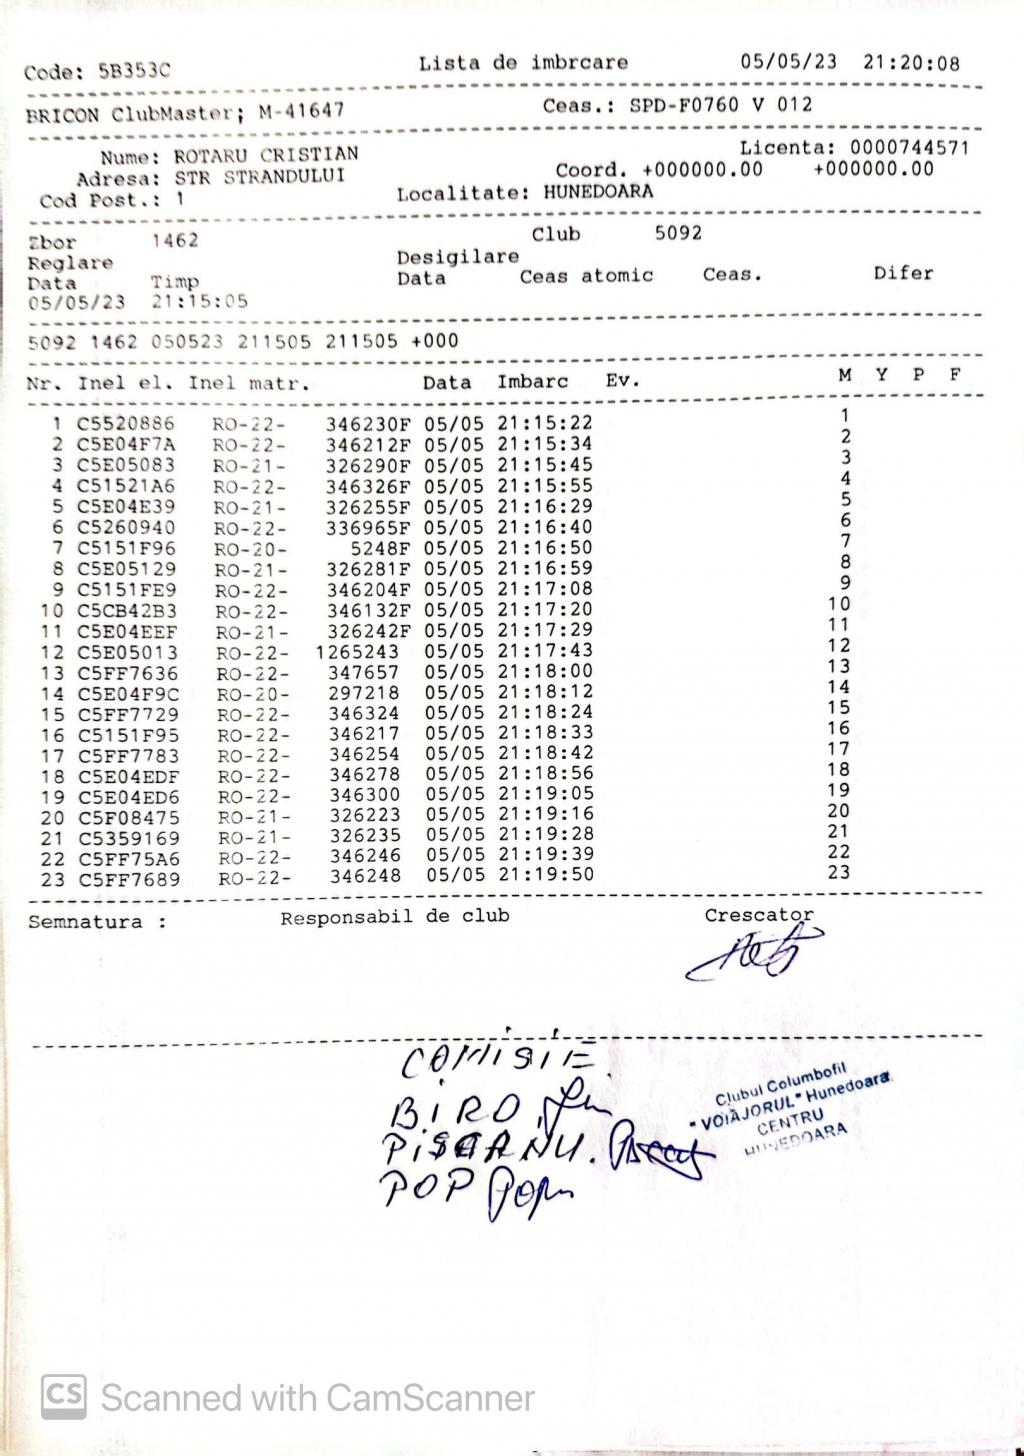 Code: 5B353C Lista de imbrcare 05/05/23 21:20:08
BRICON ClubMaster; M-41647 Ceas.: SPD-F0760 V 012
Nume: ROTARU CRISTIAN Licenta: 0000744571
Adresa: STR STRANDULUI Coord. +000000.00 +000000.00
Cod Post.: 1 Localitate: HUNEDOARA
Zbor 1462 Club 5092
Reglare Desigilare
Data Timp Data Ceas atomic Ceas. Difer
05/05/23 21:15:05
5092 1462 050523 211505 211505 +000
Nr. Inel el. Inel matr. Data Imbarc Ev. M Y P F
1 C5520886 RO-22- 346230F 05/05 21:15:22 1
2 C5E04F7A RO-22- 346212F 05/05 21:15:34 2
3 C5E05083 RO-21- 326290F 05/05 21:15:45 3
4 C51521A6 RO-22- 346326F 05/05 21:15:55 4
5 C5E04E39 RO-21- 326255F 05/05 21:16:29 5
6 C5260940 RO-22- 336965F 05/05 21:16:40 6
7 C5151F96 RO-20- 5248F 05/05 21:16:50 7
8 C5E05129 RO-21- 326281F 05/05 21:16:59 8
9 C5151FE9 RO-22- 346204F 05/05 21:17:08 9
10 C5CB42B3 RO-22- 346132F 05/05 21:17:20 10
11 C5E04EEF RO-21- 326242F 05/05 21:17:29 11
12 C5E05013 RO-22- 1265243 05/05 21:17:43 12
13 C5FF7636 RO-22- 347657 05/05 21:18:00 13
14 C5E04F9C RO-20- 297218 05/05 21:18:12 14
15 C5FF7729 RO-22- 346324 05/05 21:18:24 15
16 C5151F95 RO-22- 346217 05/05 21:18:33 16
17 C5FF7783 RO-22- 346254 05/05 21:18:42 17
18 C5E04EDF RO-22- 346278 05/05 21:18:56 18
19 C5E04ED6 RO-22- 346300 05/05 21:19:05 19
20 C5F08475 RO-21- 326223 05/05 21:19:16 20
21 C5359169 RO-21- 326235 05/05 21:19:28 21
22 C5FF75A6 RO-22- 346246 05/05 21:19:39 22
23 C5FF7689 RO-22- 346248 05/05 21:19:50 23
Semnatura : Responsabil de club Crescator
COMISIE
BIRO
PISCANU.
POP Pop
Clubul Columbofil
"VOIAJORUL" Hunedoara
CENTRU
HUNEDOARA
CS Scanned with CamScanner